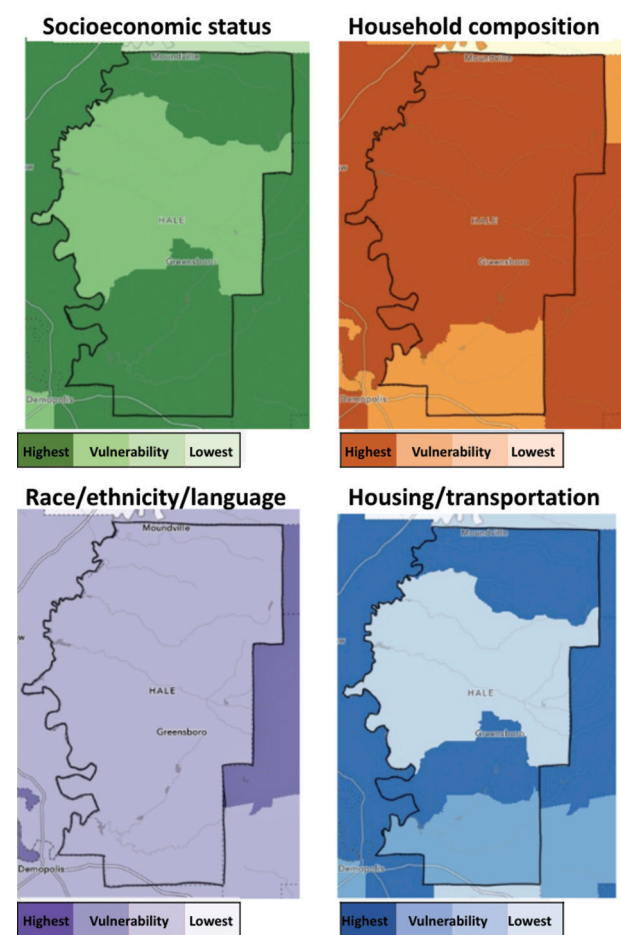 Socioeconomic status
Household composition
Moundville
HALE
Greensboro
Demopolis
Highest Vulnerability Lowest
Moundville
HALE
Greensboro
Demopolis
Highest Vulnerability Lowest
Race/ethnicity/language
Housing/transportation
Moundville
HALE
Greensboro
Demopolis
Highest Vulnerability Lowest
Moundville
HALE
Greensboro
Demopolis
Highest Vulnerability Lowest